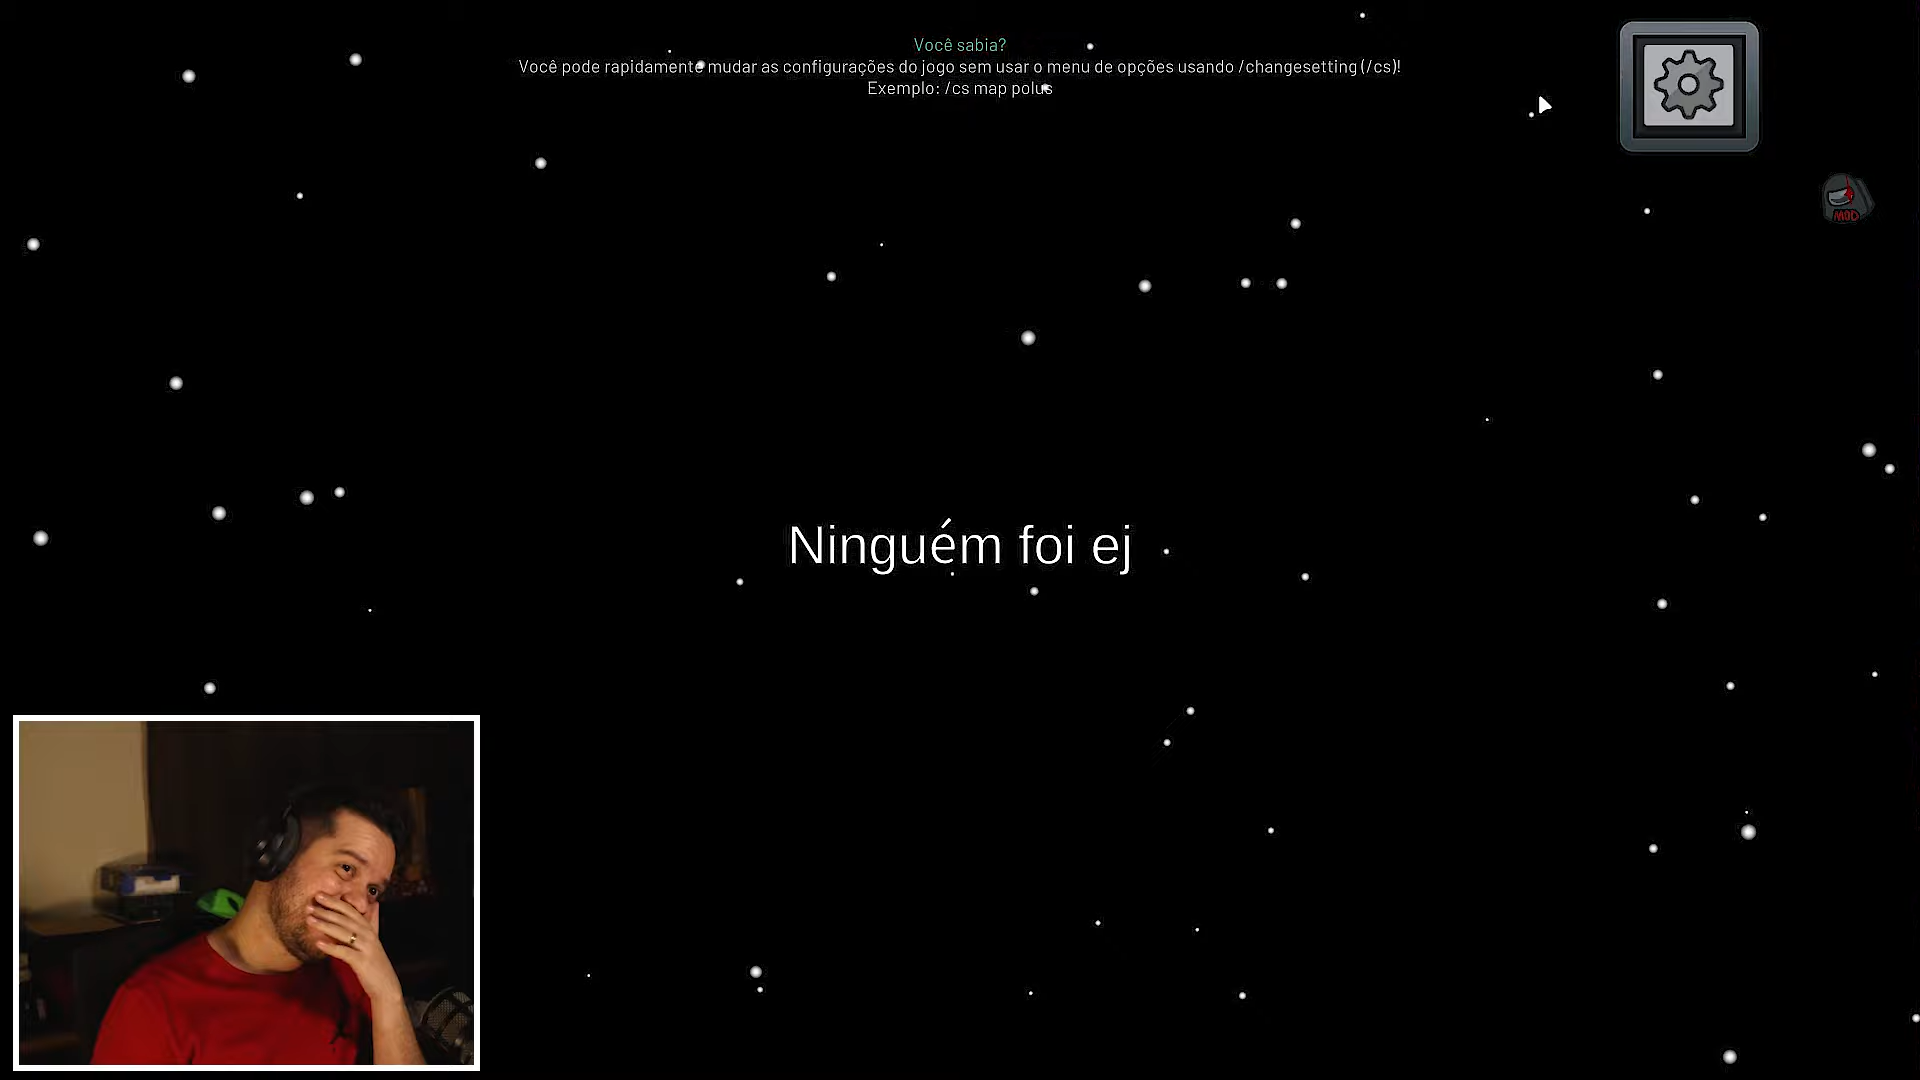 Você sabia?
Você pode rapidamente mudar as configurações do jogo sem usar o menu de opções usando /changesetting (/cs)!
Exemplo: /cs map polus
MOD
Ninguém foi ej